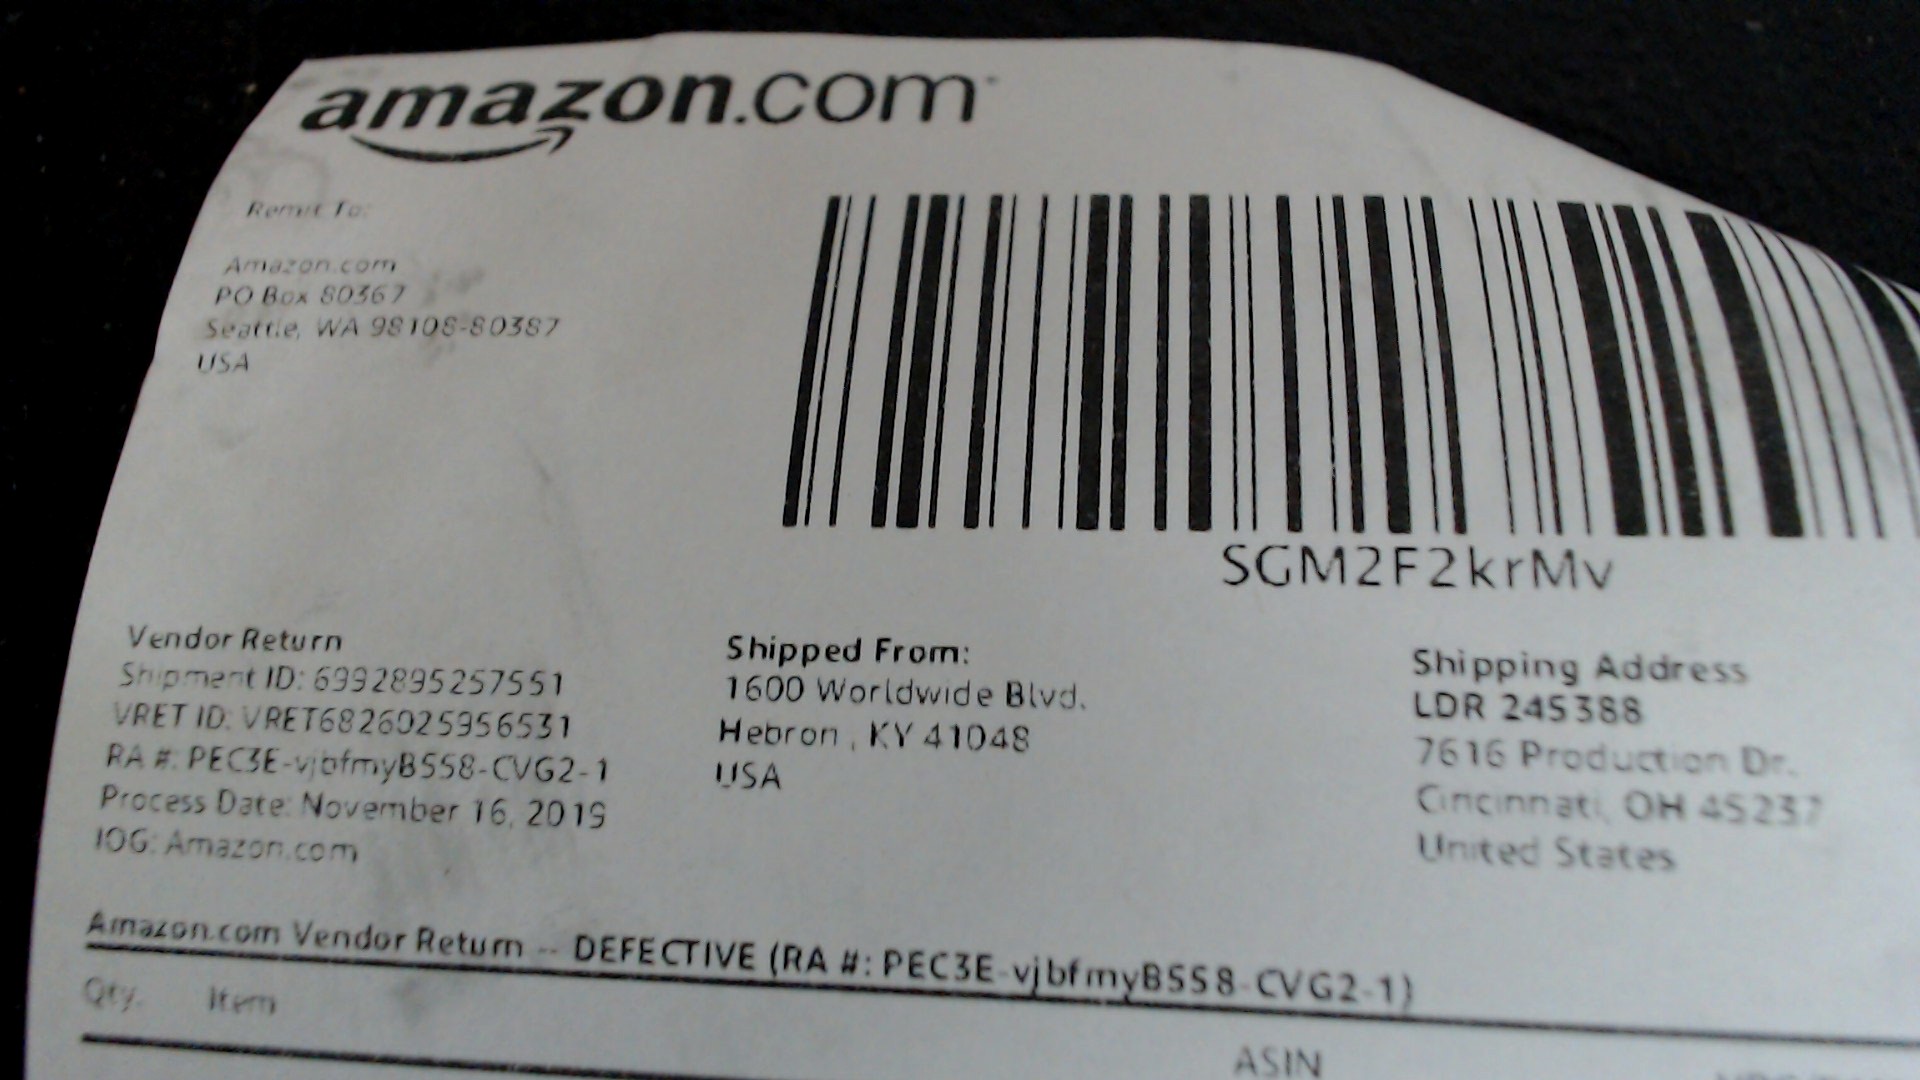 amazon.com
Remit To:
Amazon.com
PO Box 80367
Seattle, WA 98108-80387
USA
SGM2F2krMv
Vendor Return
Shipment ID: 6992895257551
VRET ID: VRET6826025956531
RA #: PEC3E-vjbfmyB558-CVG2-1
Process Date: November 16, 2019
IOG: Amazon.com
Shipped From:
1600 Worldwide Blvd.
Hebron , KY 41048
USA
Shipping Address
LDR 245388
7616 Production Dr.
Cincinnati, OH 45237
United States
Amazon.com Vendor Return -- DEFECTIVE (RA #: PEC3E-vjbfmyB558-CVG2-1)
Qty. Item
ASIN